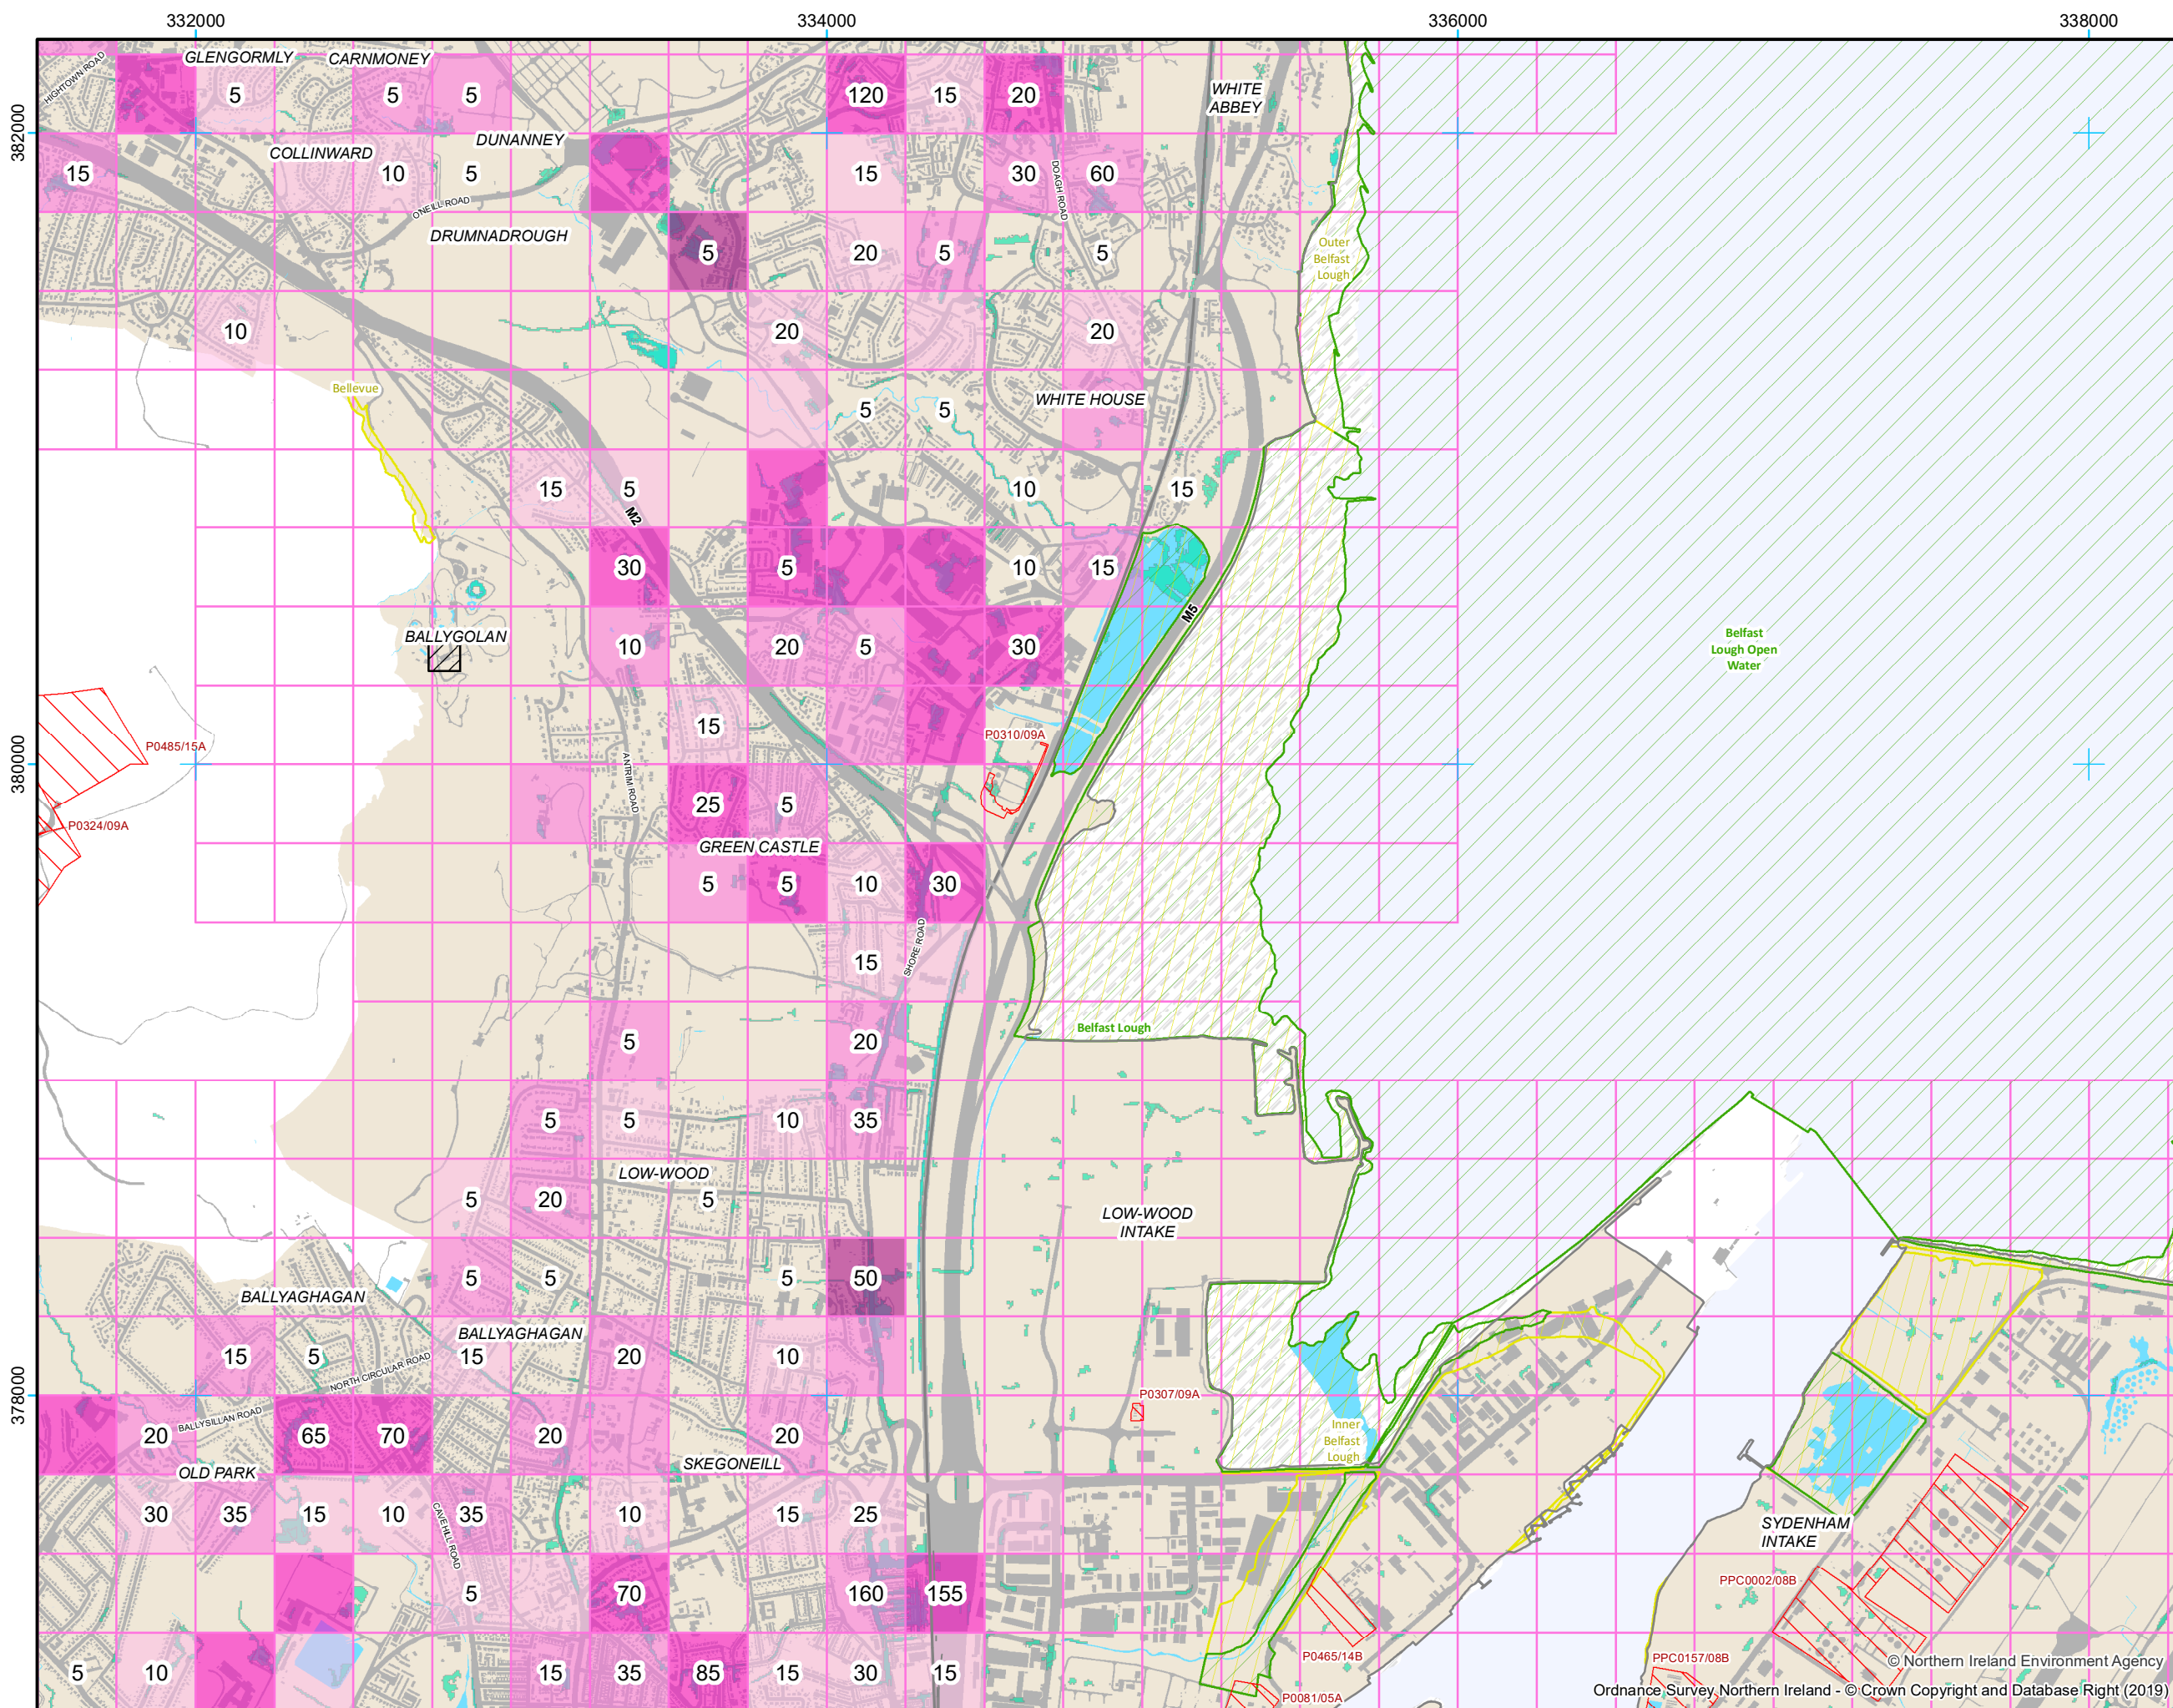 332000 334000 336000 338000
382000
380000
378000
HIGHTOWN ROAD
GLENGORMLY
CARNMONEY
WHITE
ABBEY
5 5 5 120 15 20
DUNANNEY
COLLINWARD
15 10 5 15 30 60
DOAGH ROAD
O'NEILL ROAD
DRUMNADROUGH
5 20 5 5
Outer
Belfast
Lough
10 20 20
Bellevue
WHITE HOUSE
5 5
15 5 10 15
M2
30 5 10 15
M5
BALLYGOLAN
10 20 5 30
Belfast
Lough Open
Water
15
P0310/09A
P0485/15A
ANTRIM ROAD
25 5
P0324/09A
GREEN CASTLE
5 5 10 30
SHORE ROAD
15
Belfast Lough
5 20
5 5 10 35
LOW-WOOD
5 20 5
LOW-WOOD
INTAKE
5 5 5 50
BALLYAGHAGAN
BALLYAGHAGAN
15 5 15 20 10
NORTH CIRCULAR ROAD
P0307/09A
BALLYSILLAN ROAD
20 65 70 20 20
Inner
Belfast
Lough
SKEGONEILL
OLD PARK
30 35 15 10 35 10 15 25
CAVEHILL ROAD
SYDENHAM
INTAKE
5 70 160 155
PPC0002/08B
P0465/14B
PPC0157/08B
5 10 15 35 85 15 30 15
© Northern Ireland Environment Agency
P0081/05A
Ordnance Survey Northern Ireland - © Crown Copyright and Database Right (2019)